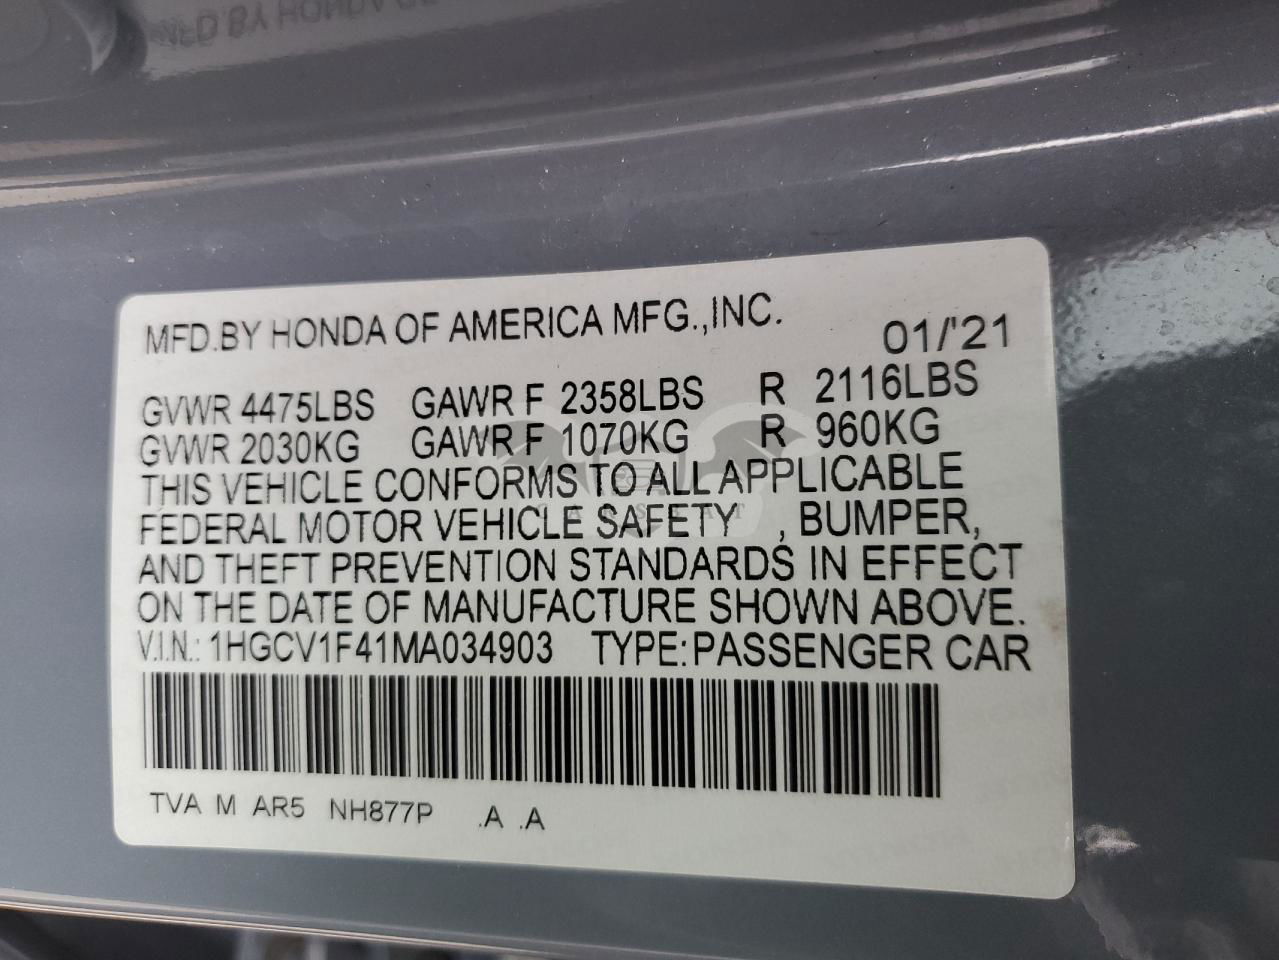 MFD.BY HONDA OF AMERICA MFG.,INC. 01/'21
GVWR 4475LBS GAWR F 2358LBS R 2116LBS
GVWR 2030KG GAWR F 1070KG R 960KG
THIS VEHICLE CONFORMS TO ALL APPLICABLE
FEDERAL MOTOR VEHICLE SAFETY , BUMPER,
AND THEFT PREVENTION STANDARDS IN EFFECT
ON THE DATE OF MANUFACTURE SHOWN ABOVE.
V.I.N.: 1HGCV1F41MA034903 TYPE:PASSENGER CAR
TVA M AR5 NH877P .A .A